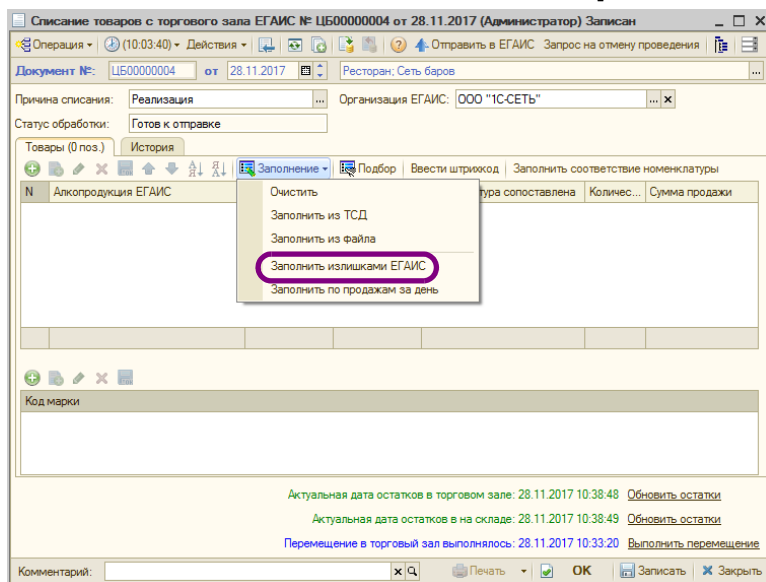 Списание товаров с торгового зала ЕГАИС № ЦБ00000004 от 28.11.2017 (Администратор) Записан
Операция (10:03:40) Действия Отправить в ЕГАИС Запрос на отмену проведения
Документ №: ЦБ00000004 от 28.11.2017 Ресторан; Сеть баров ...
Причина списания: Реализация ... Организация ЕГАИС: ООО "1С-СЕТЬ" ... x
Статус обработки: Готов к отправке
Товары (0 поз.) История
Заполнение Подбор Ввести штрихкод Заполнить соответствие номенклатуры
N Алкопродукция ЕГАИС тура сопоставлена Количес... Сумма продажи
Очистить
Заполнить из ТСД
Заполнить из файла
Заполнить излишками ЕГАИС
Заполнить по продажам за день
Код марки
Актуальная дата остатков в торговом зале: 28.11.2017 10:38:48 Обновить остатки
Актуальная дата остатков в на складе: 28.11.2017 10:38:49 Обновить остатки
Перемещение в торговый зал выполнялось: 28.11.2017 10:33:20 Выполнить перемещение
Комментарий: x Печать ОК Записать Закрыть